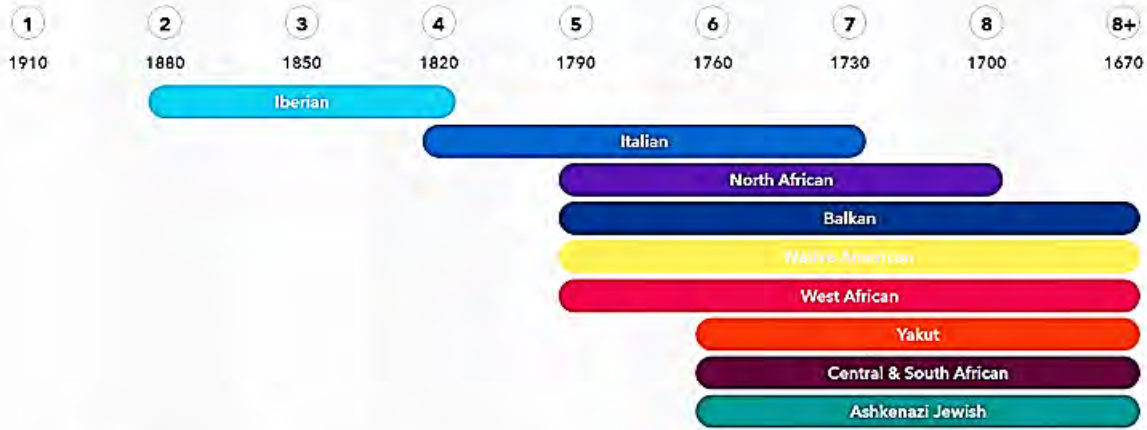 1 2 3 4 5 6 7 8 8+
1910 1880 1850 1820 1790 1760 1730 1700 1670
Iberian
Italian
North African
Balkan
Native American
West African
Yakut
Central & South African
Ashkenazi Jewish